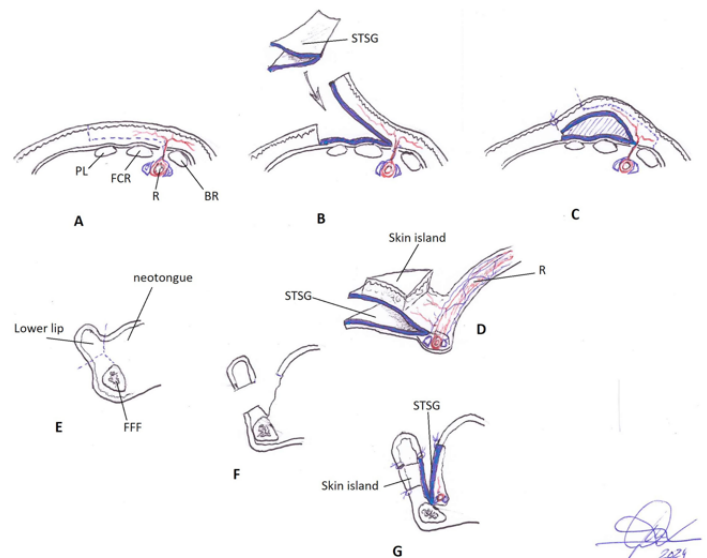 STSG
PL
FCR
R
BR
A
B
C
Skin island
STSG
R
D
neotongue
Lower lip
FFF
E
F
STSG
Skin island
G
2024